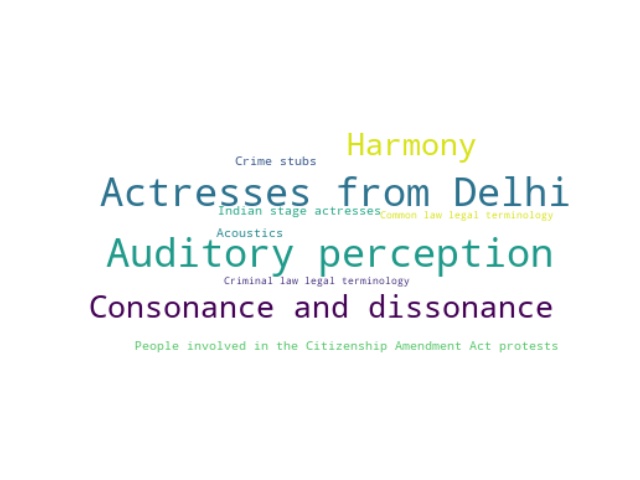 Harmony
Crime stubs
Actresses from Delhi
Indian stage actresses
Common law legal terminology
Acoustics
Auditory perception
Criminal law legal terminology
Consonance and dissonance
People involved in the Citizenship Amendment Act protests